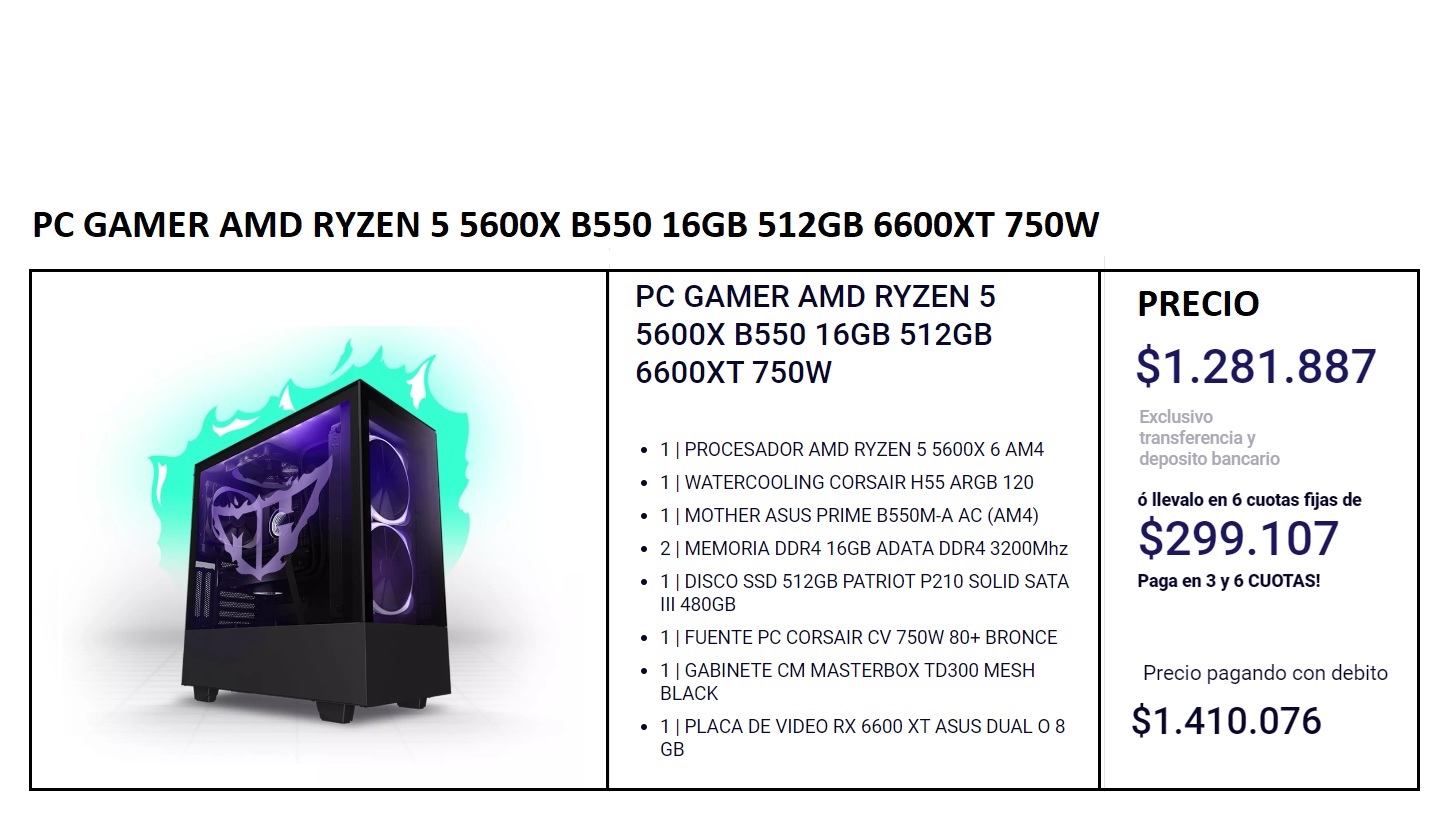 PC GAMER AMD RYZEN 5 5600X B550 16GB 512GB 6600XT 750W
PC GAMER AMD RYZEN 5
5600X B550 16GB 512GB
6600XT 750W
1 | PROCESADOR AMD RYZEN 5 5600X 6 AM4
1 | WATERCOOLING CORSAIR H55 ARGB 120
1 | MOTHER ASUS PRIME B550M-A AC (AM4)
2 | MEMORIA DDR4 16GB ADATA DDR4 3200Mhz
1 | DISCO SSD 512GB PATRIOT P210 SOLID SATA
III 480GB
1 | FUENTE PC CORSAIR CV 750W 80+ BRONCE
1 | GABINETE CM MASTERBOX TD300 MESH
BLACK
1 | PLACA DE VIDEO RX 6600 XT ASUS DUAL O 8
GB
PRECIO
$1.281.887
Exclusivo
transferencia y
deposito bancario
ó llevalo en 6 cuotas fijas de
$299.107
Paga en 3 y 6 CUOTAS!
Precio pagando con debito
$1.410.076